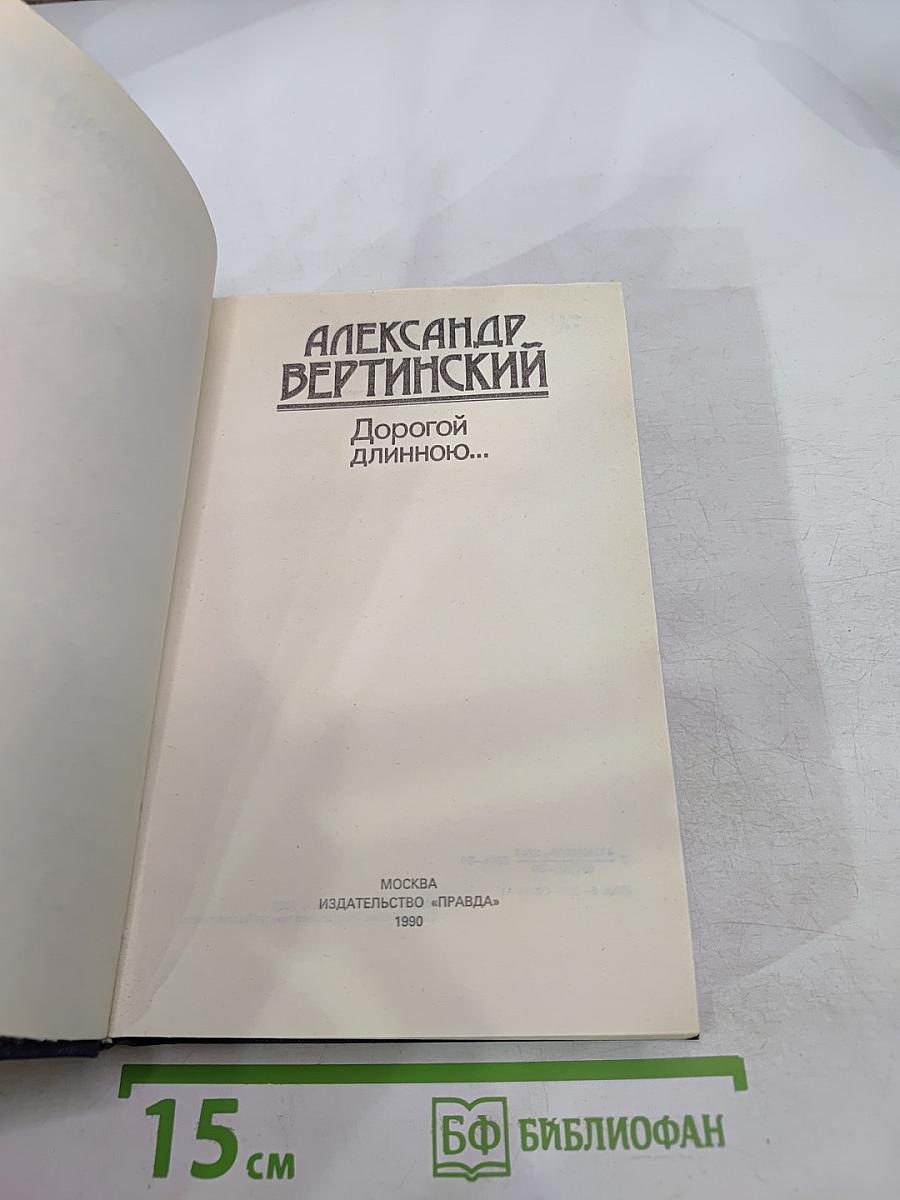 АЛЕКСАНДР
ВЕРТИНСКИЙ
Дорогой
длинною...
МОСКВА
ИЗДАТЕЛЬСТВО «ПРАВДА»
1990
15 см
БФ БИБЛИОФАН